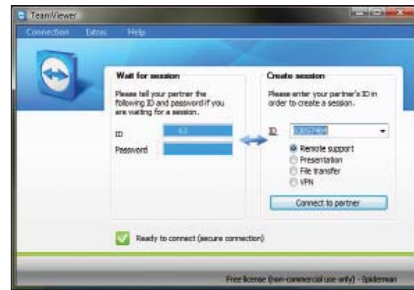 TeamViewer
Connection Extras Help
Wait for session
Please tell your partner the
following ID and password if you
are waiting for a session.
ID 63
Password
Create session
Please enter your partner's ID in
order to create a session.
ID
Remote support
Presentation
File transfer
VPN
Connect to partner
Ready to connect (secure connection)
Free license (non-commercial use only) - Spiderman